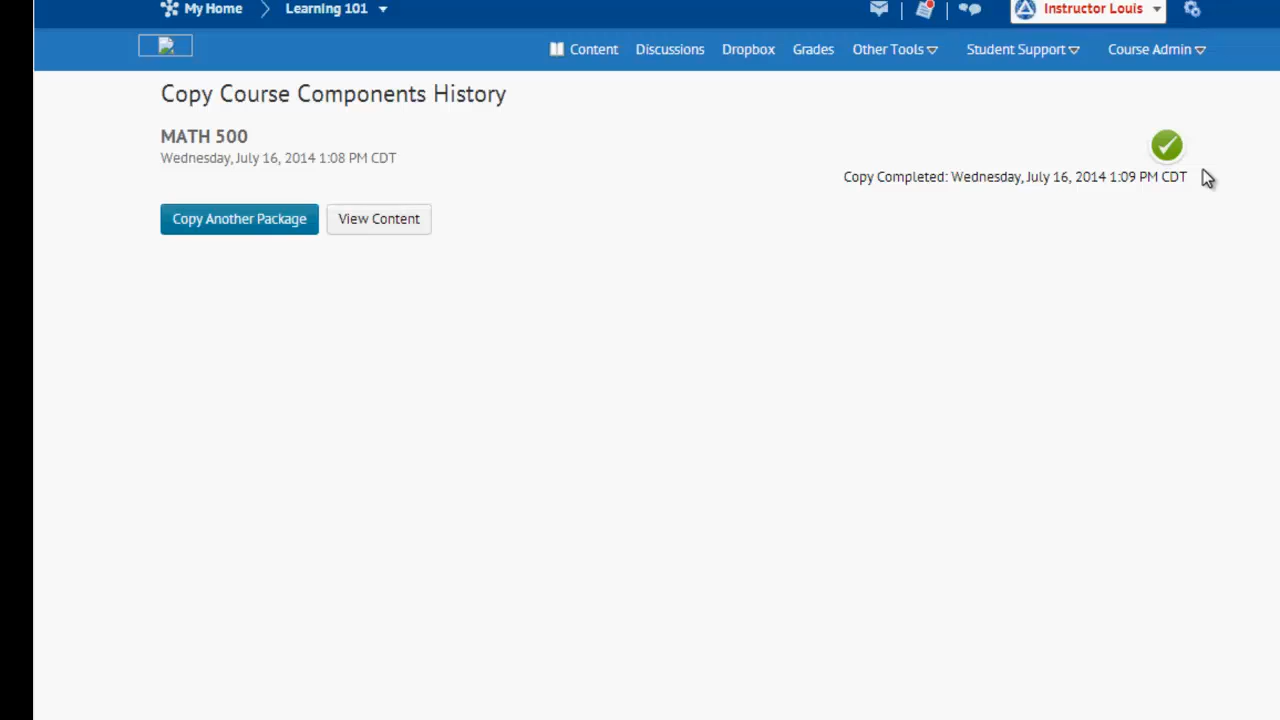 My Home Learning 101 Instructor Louis
Content Discussions Dropbox Grades Other Tools Student Support Course Admin
Copy Course Components History
MATH 500
Wednesday, July 16, 2014 1:08 PM CDT
Copy Completed: Wednesday, July 16, 2014 1:09 PM CDT
Copy Another Package View Content